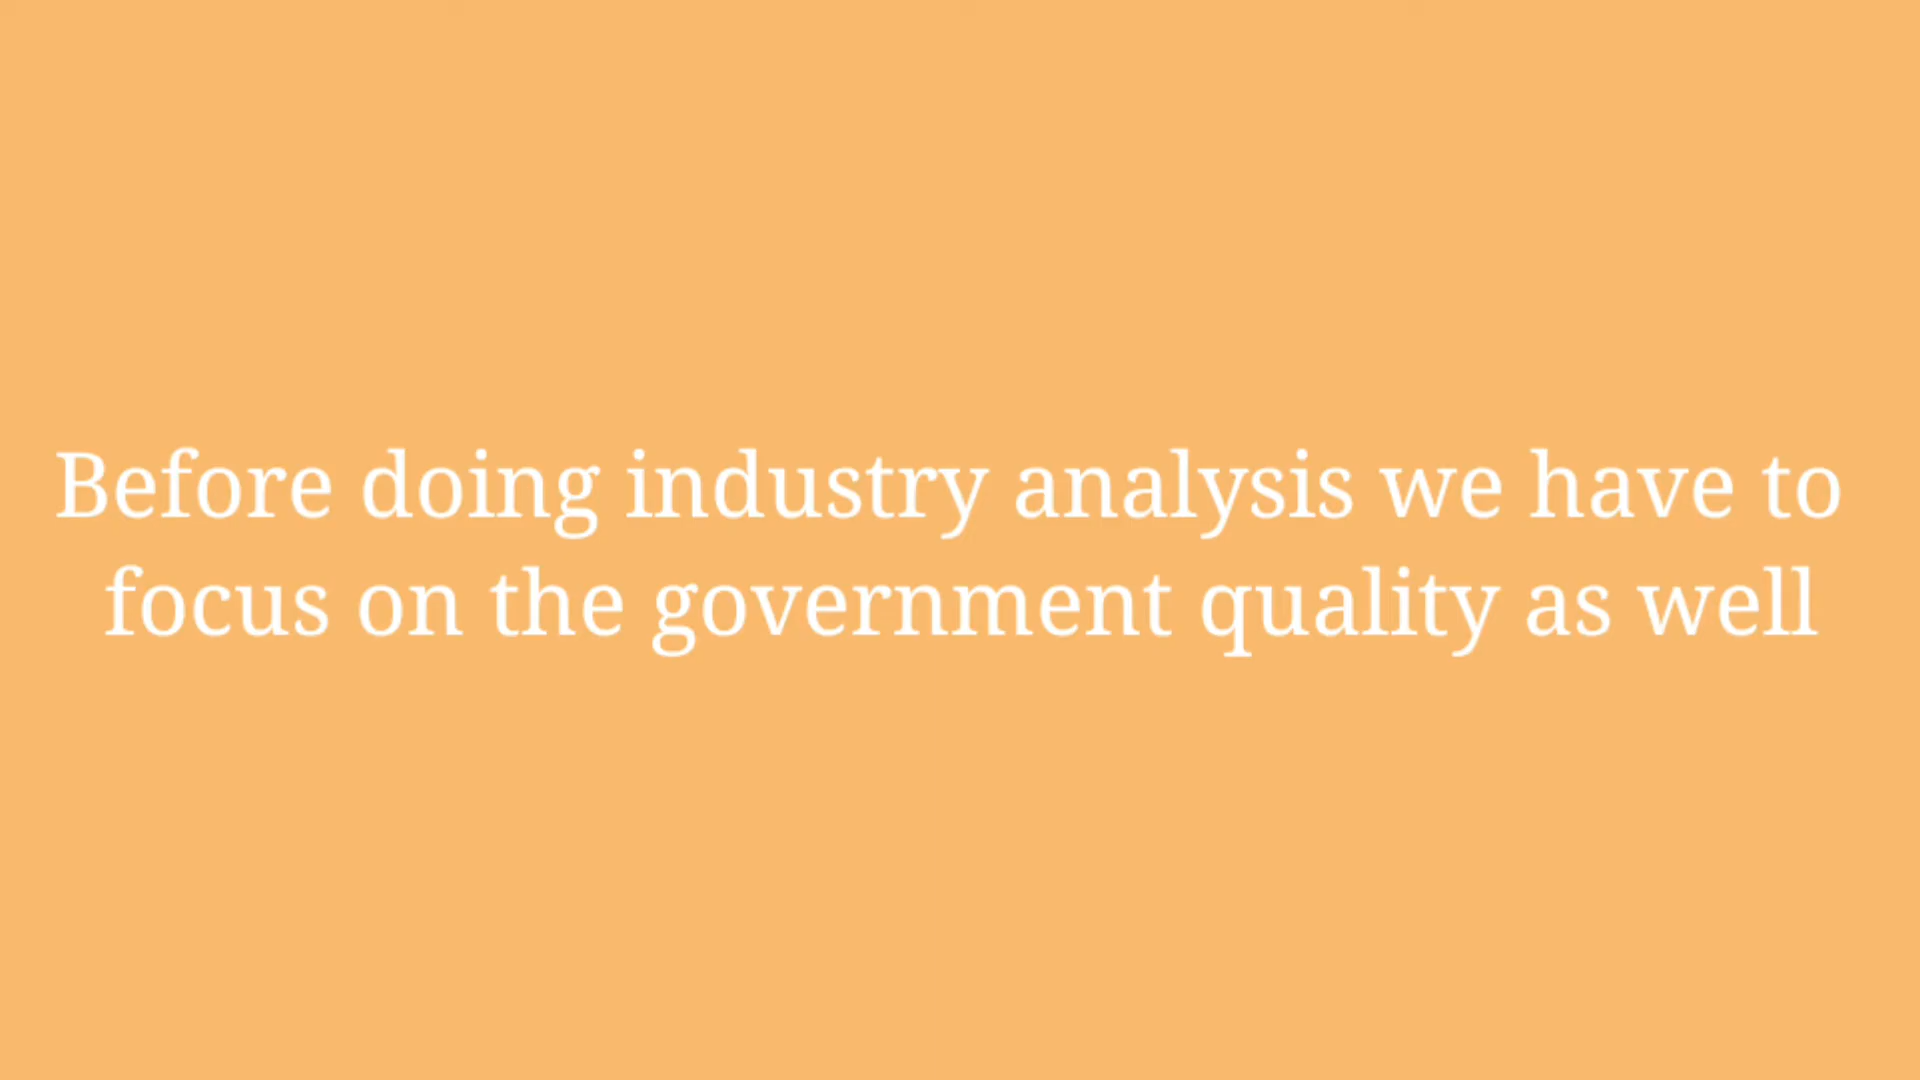 Before doing industry analysis we have to
focus on the government quality as well